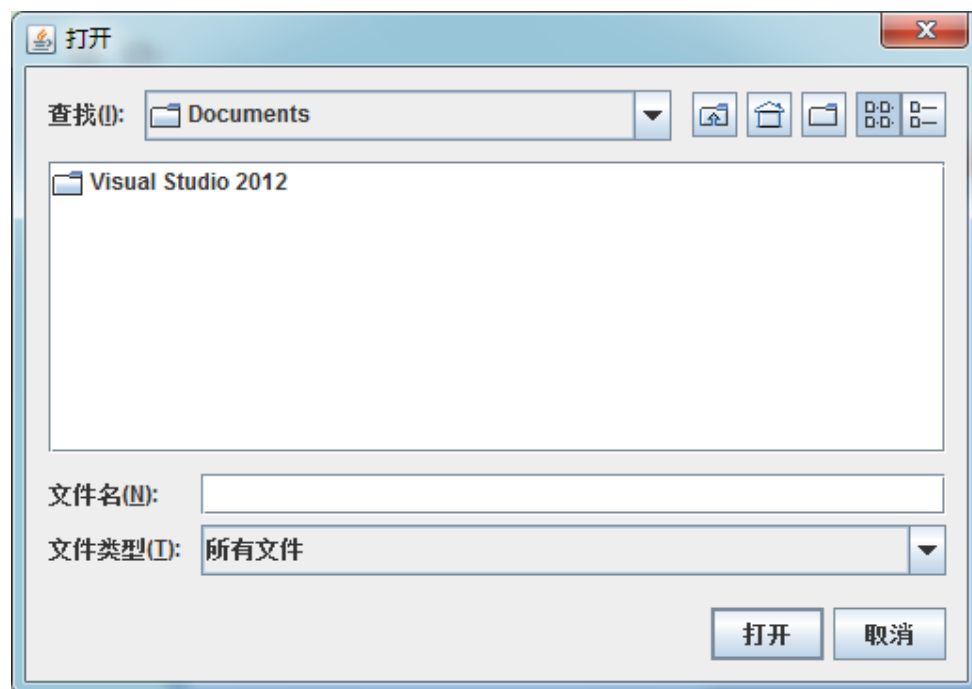 打开
查找(I): Documents
Visual Studio 2012
文件名(N):
文件类型(T): 所有文件
打开 取消